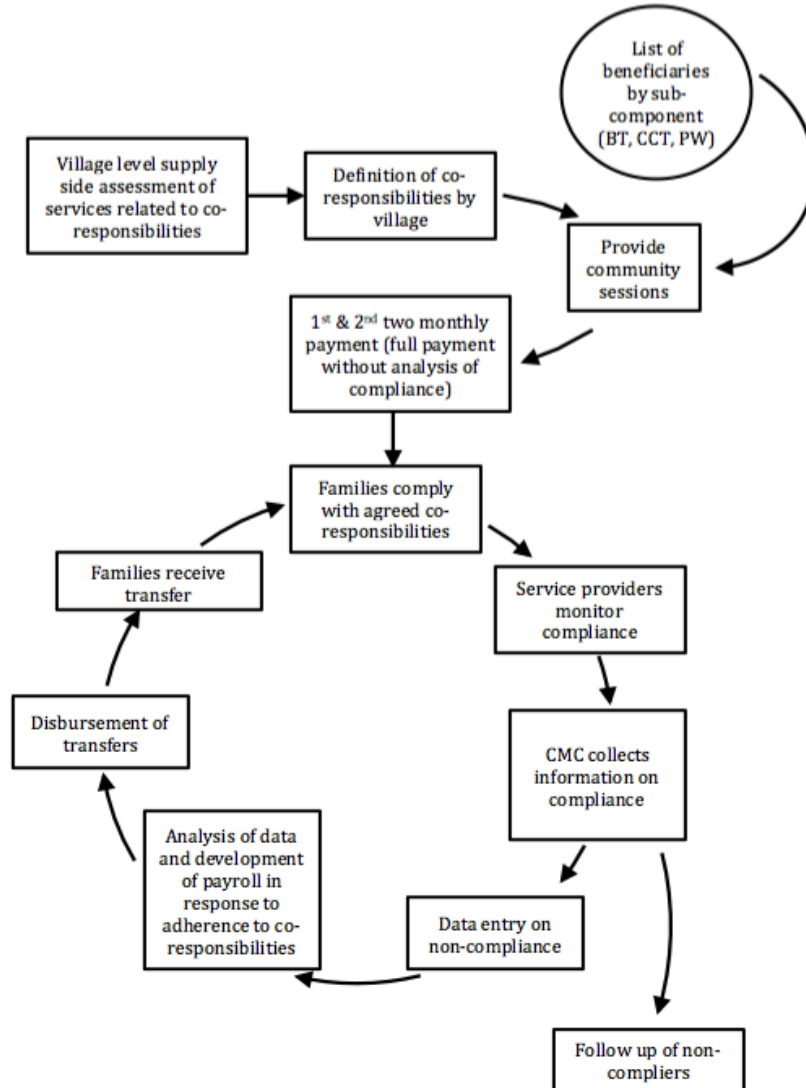 List of
beneficiaries
by sub-
component
(BT, CCT, PW)
Village level supply
side assessment of
services related to co-
responsibilities
Definition of co-
responsibilities by
village
Provide
community
sessions
1st & 2nd two monthly
payment (full payment
without analysis of
compliance)
Families comply
with agreed co-
responsibilities
Families receive
transfer
Service providers
monitor
compliance
Disbursement of
transfers
CMC collects
information on
compliance
Analysis of data
and development
of payroll in
response to
adherence to co-
responsibilities
Data entry on
non-compliance
Follow up of non-
compliers